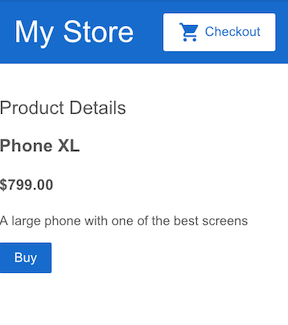 My Store
Checkout
Product Details
Phone XL
$799.00
A large phone with one of the best screens
Buy